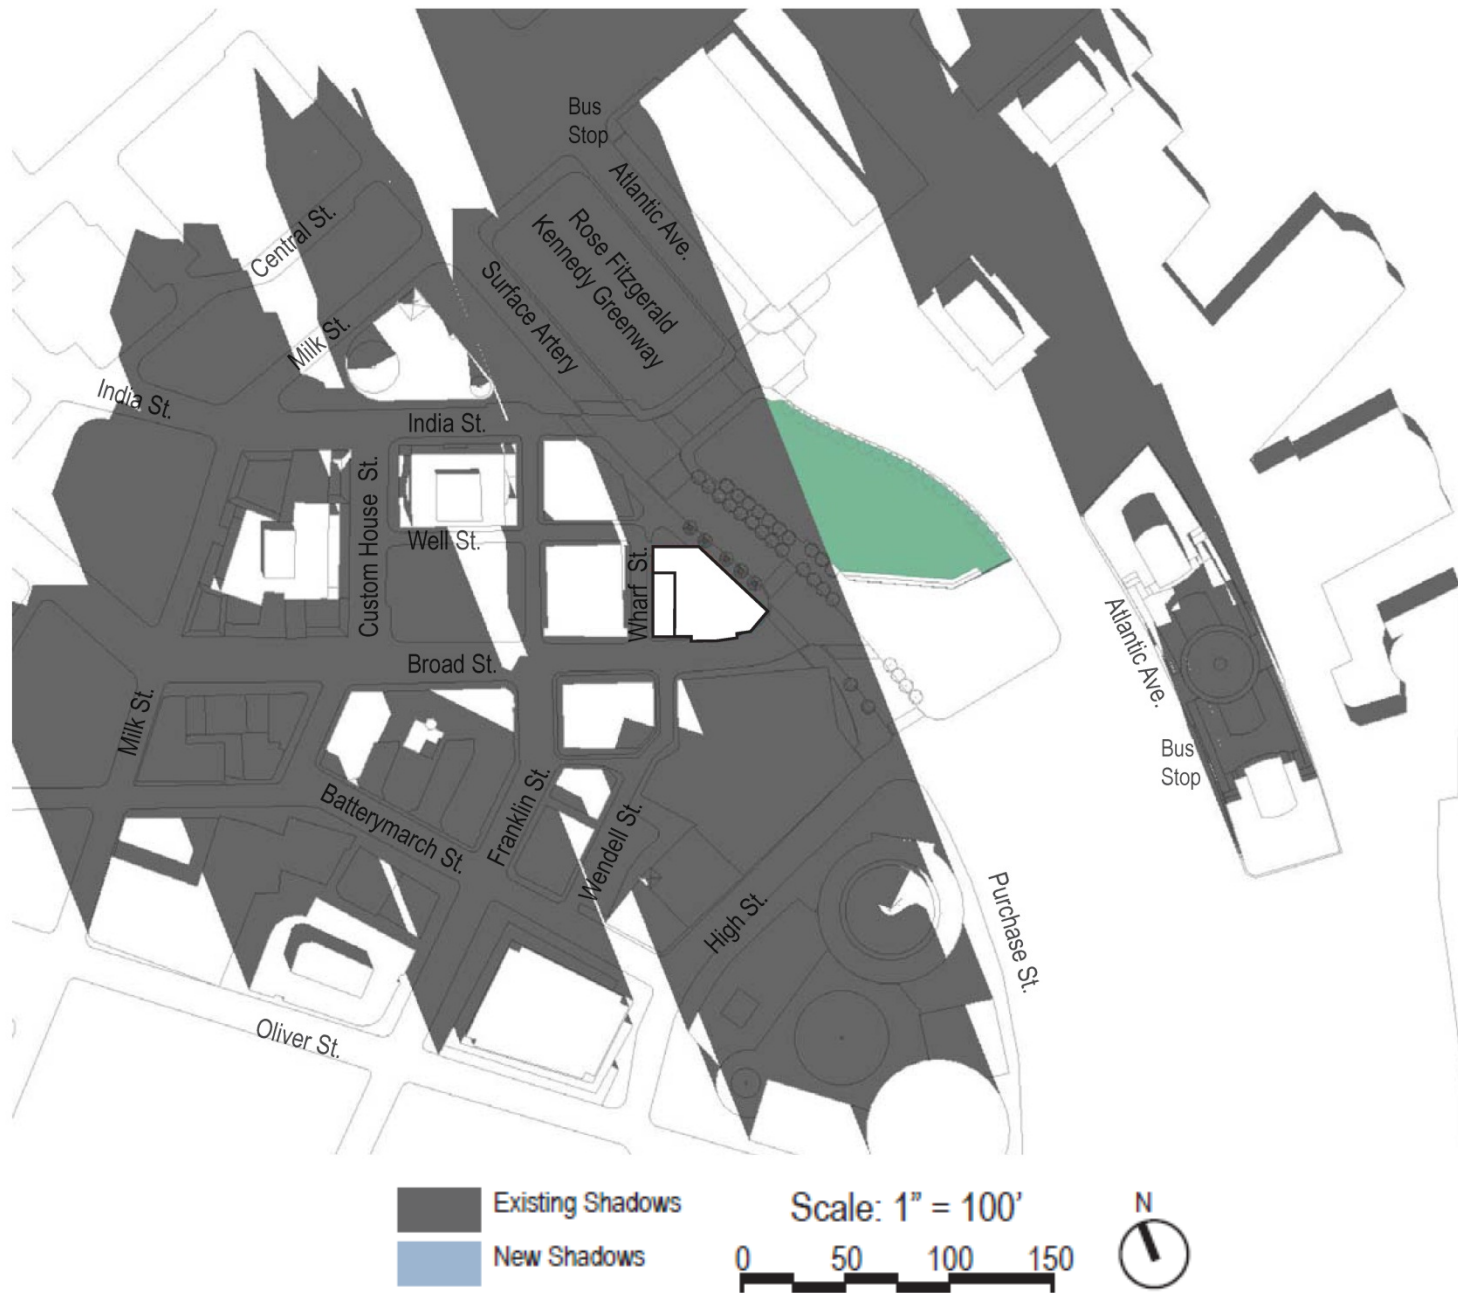 Bus
Stop
Atlantic Ave.
Rose Fitzgerald
Kennedy Greenway
Central St.
Surface Artery
Milk St.
India St.
India St.
Custom House St.
Well St.
Wharf St.
Atlantic Ave.
Broad St.
Milk St.
Bus
Stop
Batterymarch St.
Franklin St.
Wendell St.
High St.
Purchase St.
Oliver St.
Existing Shadows
New Shadows
Scale: 1” = 100’
0 50 100 150
N